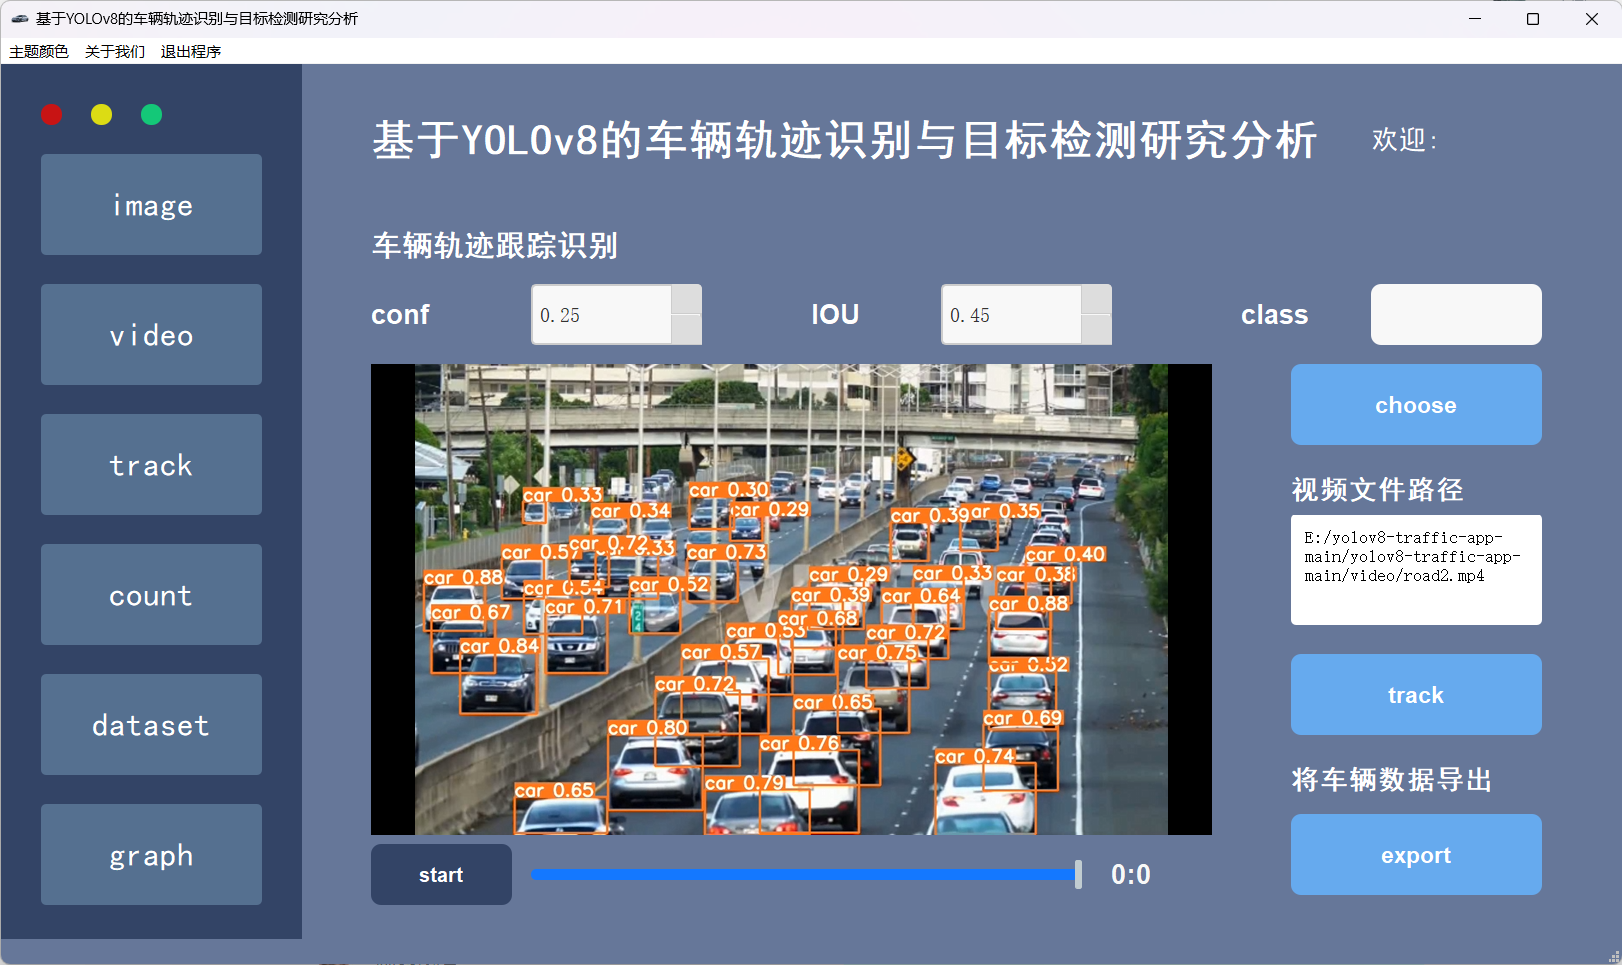 基于YOLOv8的车辆轨迹识别与目标检测研究分析
主题颜色 关于我们 退出程序
image
video
track
count
dataset
graph
基于YOLOv8的车辆轨迹识别与目标检测研究分析
欢迎:
车辆轨迹跟踪识别
conf 0.25 IOU 0.45 class
car 0.33
car 0.30
car 0.34
car 0.29
car 0.39
car 0.35
car 0.72
0.33
car 0.57
car 0.73
car 0.40
car 0.88
car 0.54
car 0.52
car 0.29
car 0.33
car 0.38
car 0.67
car 0.71
car 0.39
car 0.64
car 0.88
24
car 0.68
car 0.53
car 0.72
car 0.84
car 0.57
car 0.75
car 0.52
car 0.72
car 0.65
car 0.69
car 0.80
car 0.76
car 0.74
car 0.79
car 0.65
start
0:0
choose
视频文件路径
E:/yolov8-traffic-app-
main/yolov8-traffic-app-
main/video/road2.mp4
track
将车辆数据导出
export